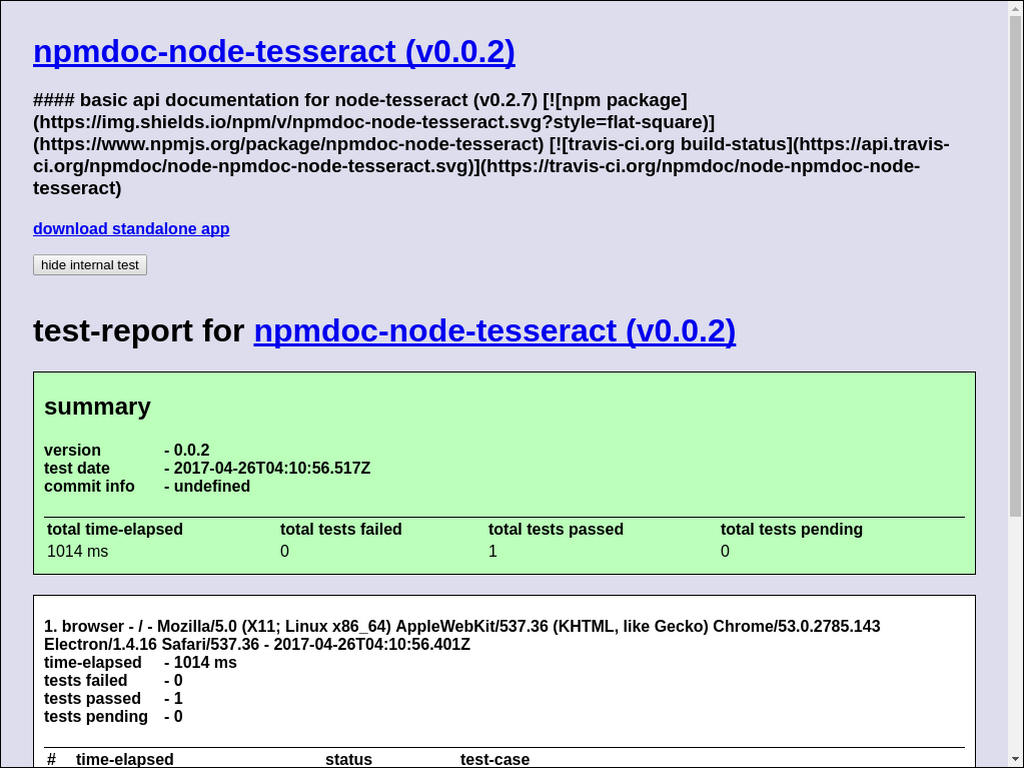 npmdoc-node-tesseract (v0.0.2)
#### basic api documentation for node-tesseract (v0.2.7) [![npm package]
(https://img.shields.io/npm/v/npmdoc-node-tesseract.svg?style=flat-square)]
(https://www.npmjs.org/package/npmdoc-node-tesseract) [![travis-ci.org build-status](https://api.travis-
ci.org/npmdoc/node-npmdoc-node-tesseract.svg)](https://travis-ci.org/npmdoc/node-npmdoc-node-
tesseract)
download standalone app
hide internal test
test-report for npmdoc-node-tesseract (v0.0.2)
summary
version - 0.0.2
test date - 2017-04-26T04:10:56.517Z
commit info - undefined
total time-elapsed total tests failed total tests passed total tests pending
1014 ms 0 1 0
1. browser - / - Mozilla/5.0 (X11; Linux x86_64) AppleWebKit/537.36 (KHTML, like Gecko) Chrome/53.0.2785.143
Electron/1.4.16 Safari/537.36 - 2017-04-26T04:10:56.401Z
time-elapsed - 1014 ms
tests failed - 0
tests passed - 1
tests pending - 0
# time-elapsed status test-case